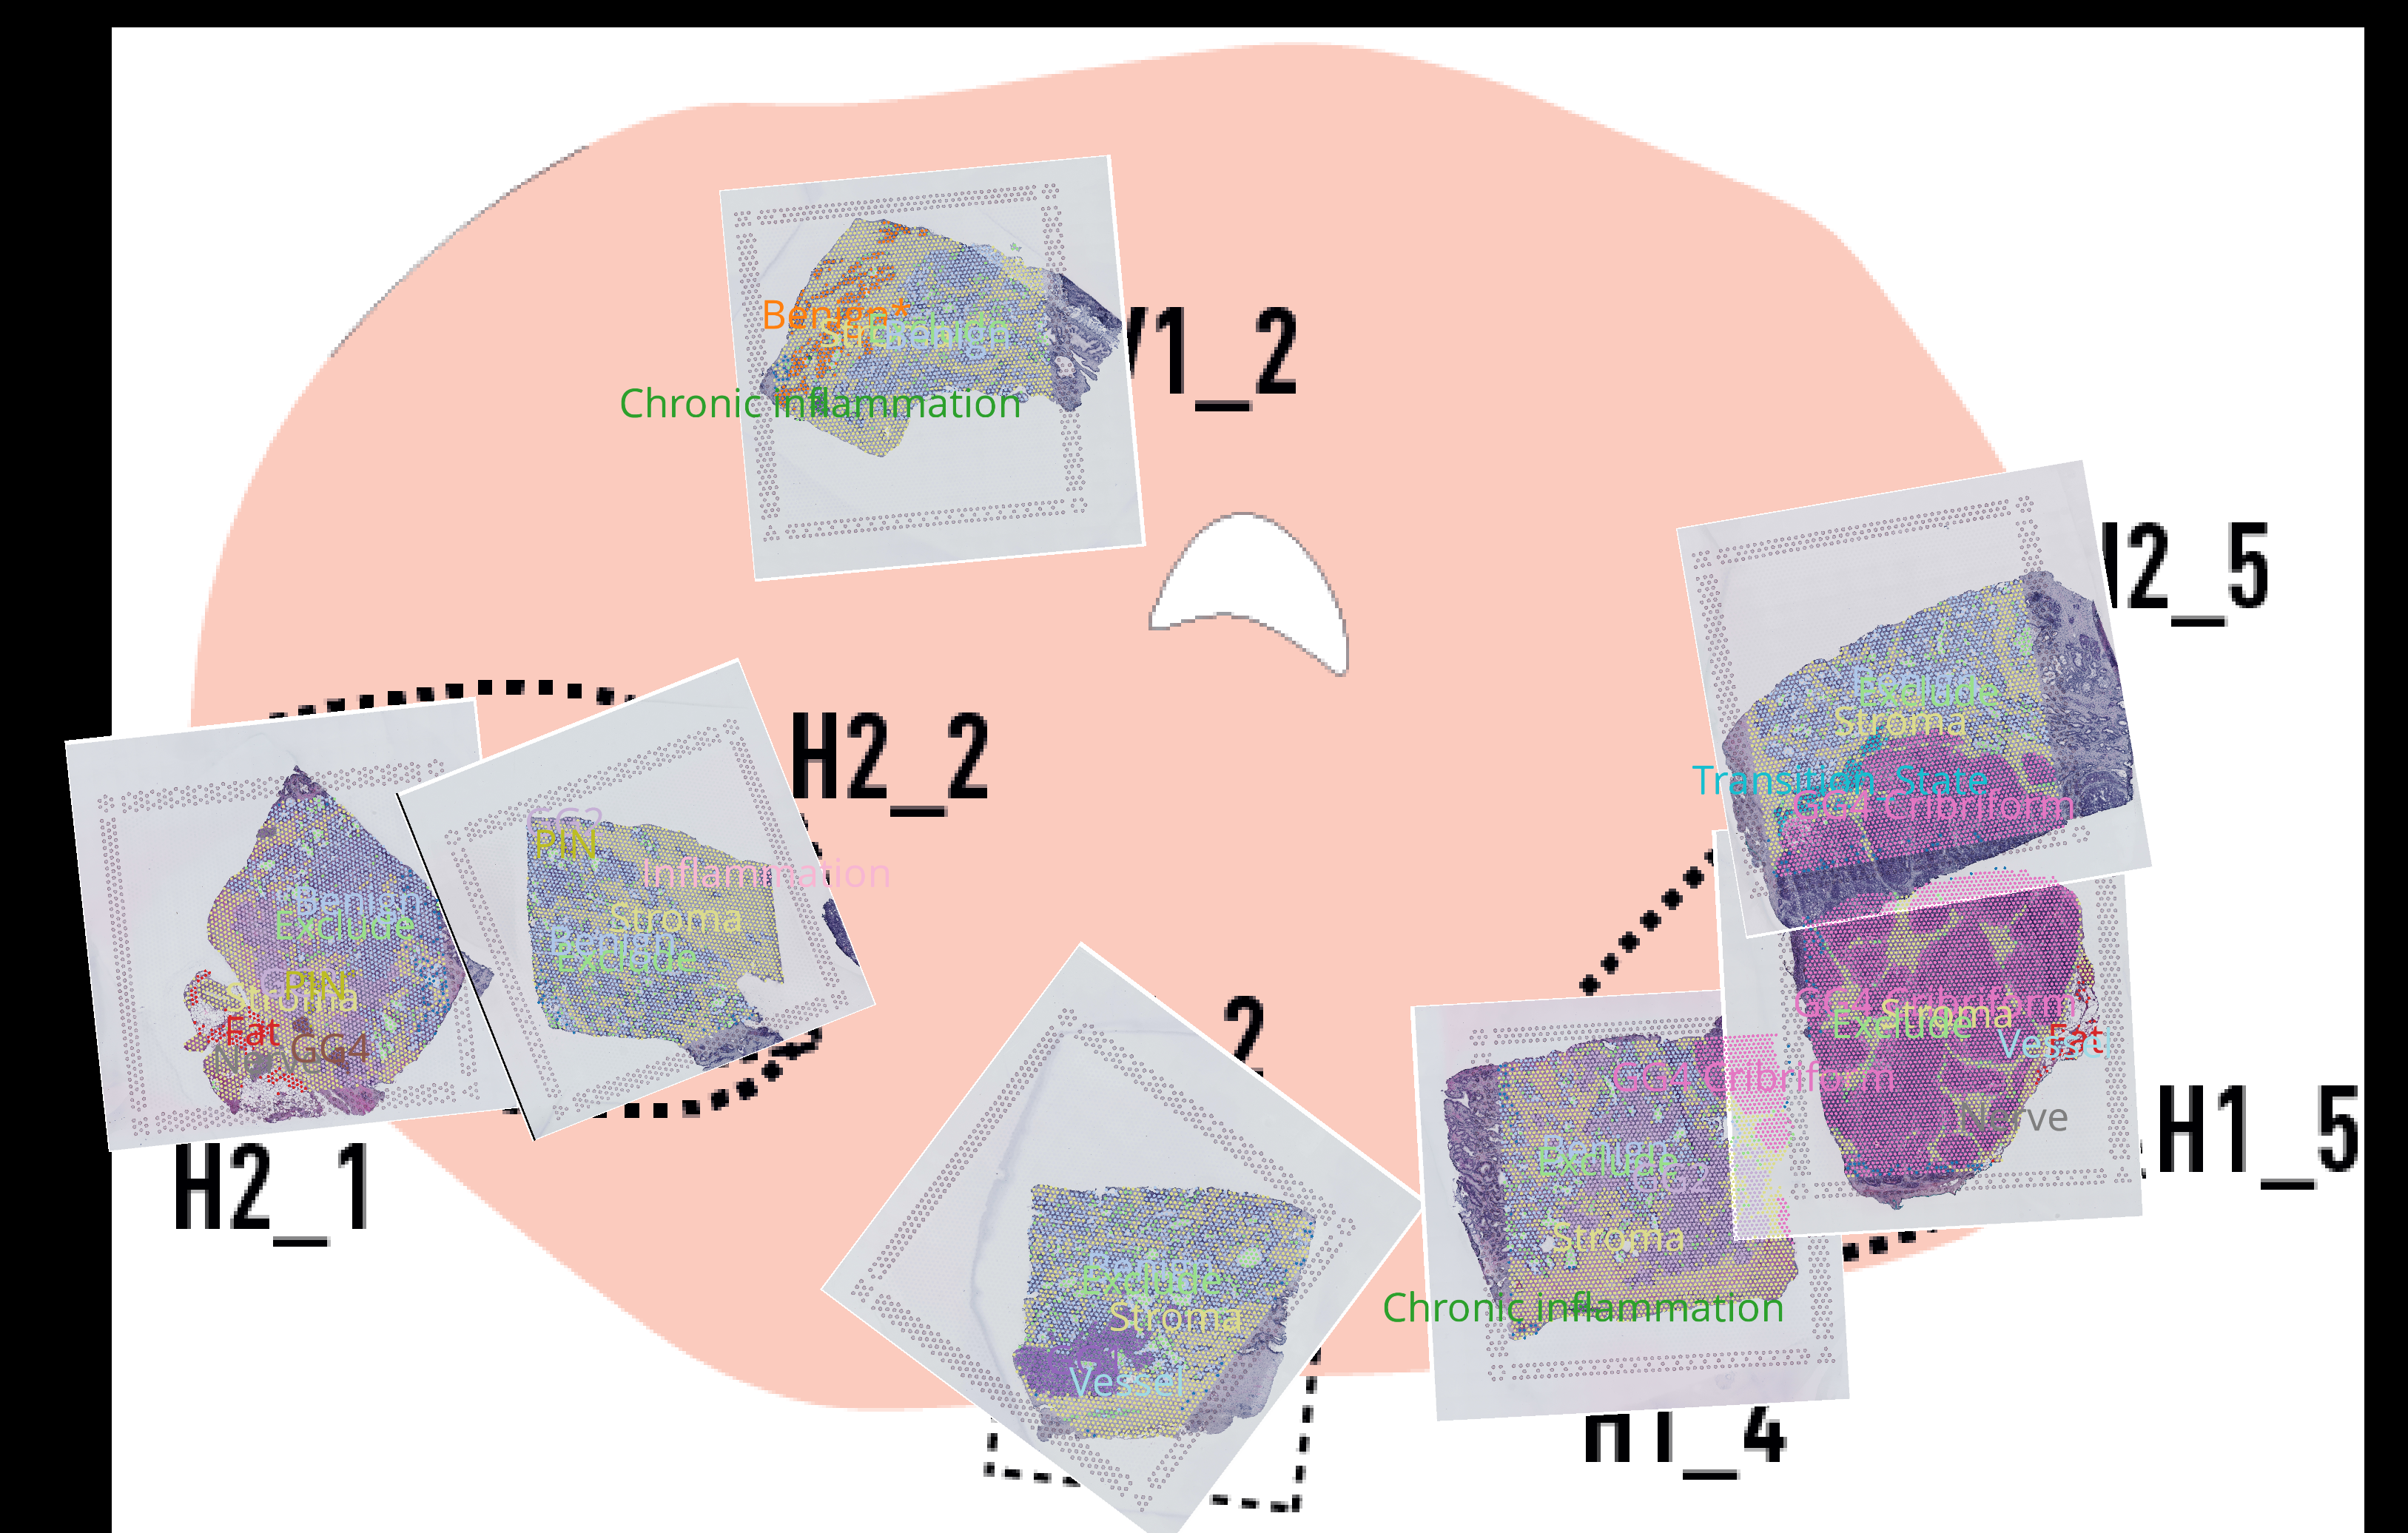 Benign*
Stroma
Exclude
Benign
Chronic inflammation
V1_2
H2_5
Exclude
Stroma
Transition_State
GG4 Cribriform
H2_2
GG2
PIN
Inflammation
Stroma
Benign
Exclude
Benign
Exclude
PIN
Stroma
Fat
Nerve
GG4
H2_1
2
Benign
Exclude
Stroma
Vessel
GG4 Cribriform
Stroma
Exclude
Fat
Vessel
Nerve
H1_5
GG4 Cribriform
Benign
Exclude
GG2
Stroma
Chronic inflammation
H1_4